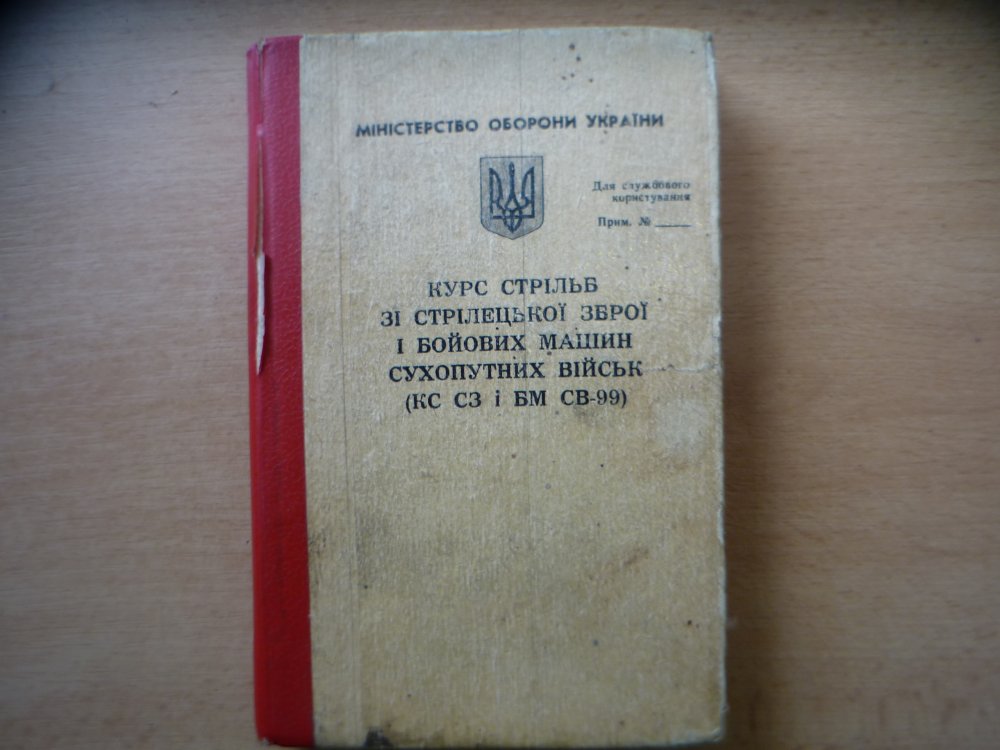 МІНІСТЕРСТВО ОБОРОНИ УКРАЇНИ
Для службового
користування
Прим. № _____
КУРС СТРІЛЬБ
ЗІ СТРІЛЕЦЬКОЇ ЗБРОЇ
І БОЙОВИХ МАШИН
СУХОПУТНИХ ВІЙСЬК
(КС СЗ і БМ СВ-99)